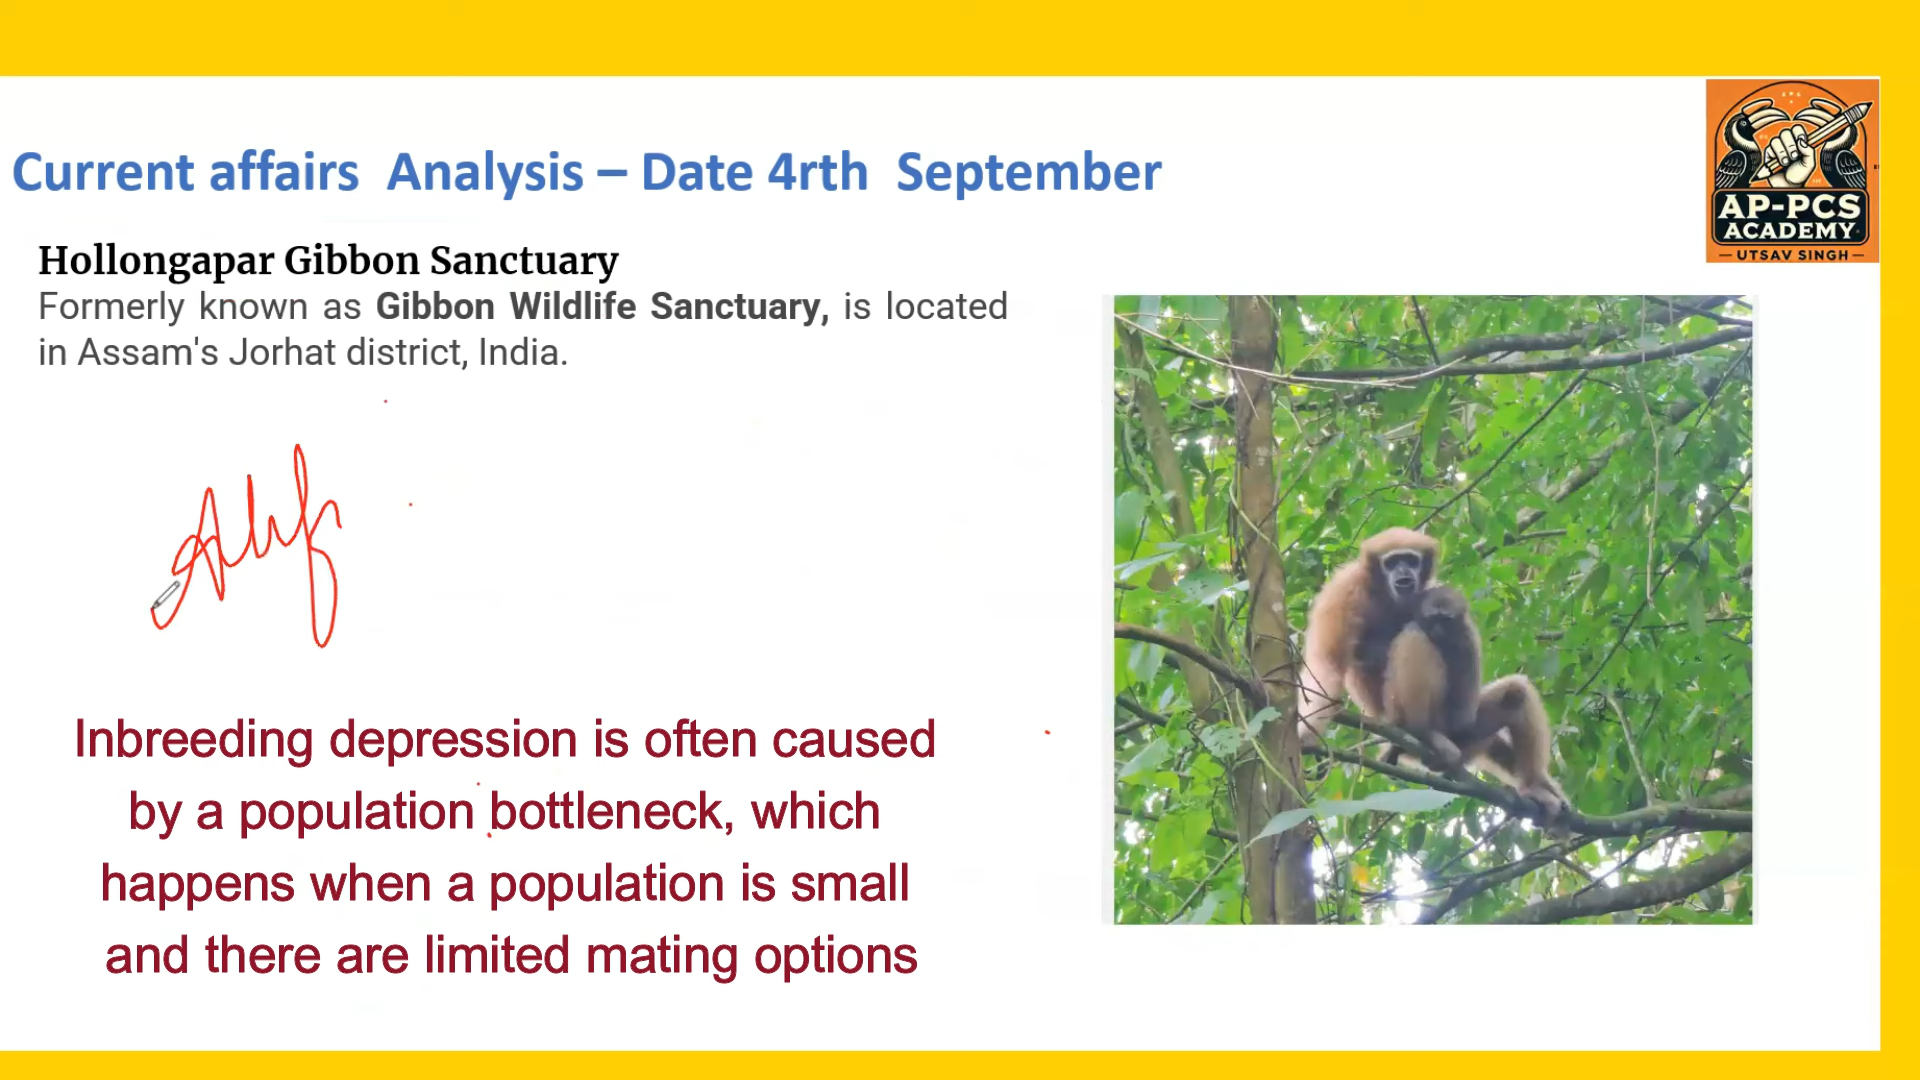 Current affairs Analysis – Date 4rth September
AP-PCS
ACADEMY
— UTSAV SINGH —
Hollongapar Gibbon Sanctuary
Formerly known as Gibbon Wildlife Sanctuary, is located
in Assam's Jorhat district, India.
Inbreeding depression is often caused
by a population bottleneck, which
happens when a population is small
and there are limited mating options